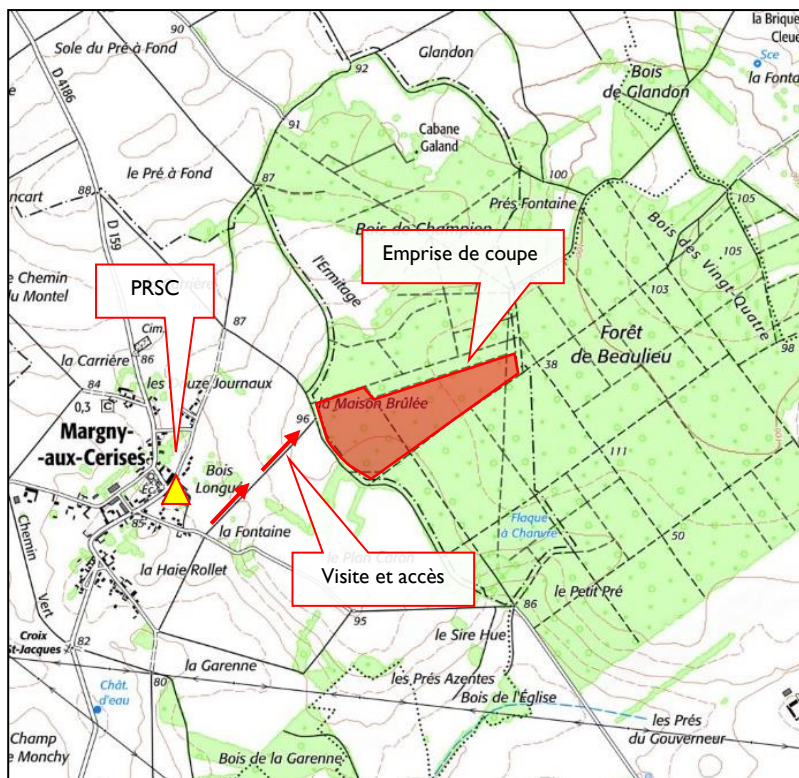 la Brique
Cleue
Sce
la Fonta
Sole du Pré à Fond
90
Glandon
92
Bois
de Glandon
D 4186
Cabane
Galand
91
le Pré à Fond
87
88
ncart
100
Prés Fontaine
105
D 159
Bois de Champien
Bois des Vingt-Quatre
105
Emprise de coupe
l'Ermitage
PRSC
e Chemin
du Montel
87
103
Cim.
Forêt
de Beaulieu
98
la Carrière
86
les Douze Journaux
38
84
0,3
C
la Maison Brûlée
96
Margny-
-aux-Cerises
111
Bois
Longue
Éc.
85
la Fontaine
Flaque
à Chanvre
50
Chemin
Vert
la Haie Rollet
le Plan Caron
Visite et accès
le Petit Pré
86
95
Croix
St-Jacques
82
le Sire Hue
la Garenne
80
les Prés Azentes
Chât.
d'eau
Bois de l'Église
les Prés
du Gouverneur
Champ
e Monchy
Bois de la Garenne